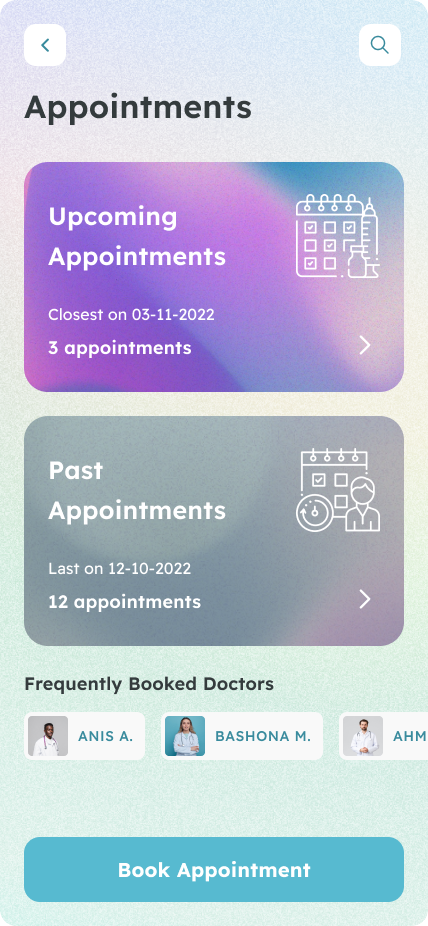 Appointments
Upcoming
Appointments
Closest on 03-11-2022
3 appointments
Past
Appointments
Last on 12-10-2022
12 appointments
Frequently Booked Doctors
ANIS A.
BASHONA M.
AHM
Book Appointment